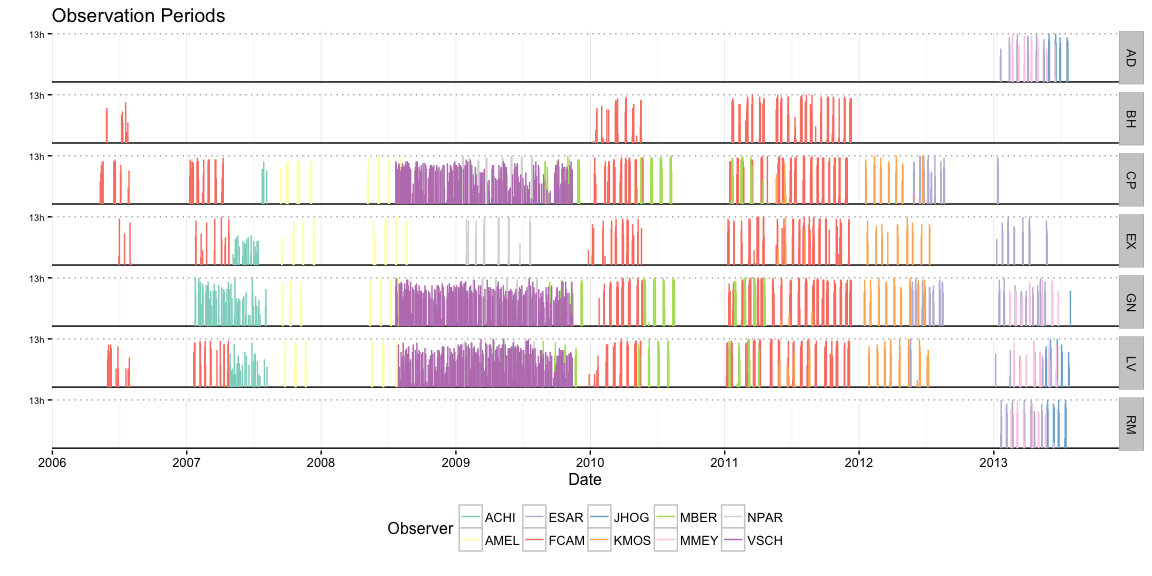 Observation Periods
13h
AD
13h
BH
13h
CP
13h
EX
13h
GN
13h
LV
13h
RM
2006 2007 2008 2009 2010 2011 2012 2013
Date
Observer ACHI ESAR JHOG MBER NPAR
AMEL FCAM KMOS MMEY VSCH